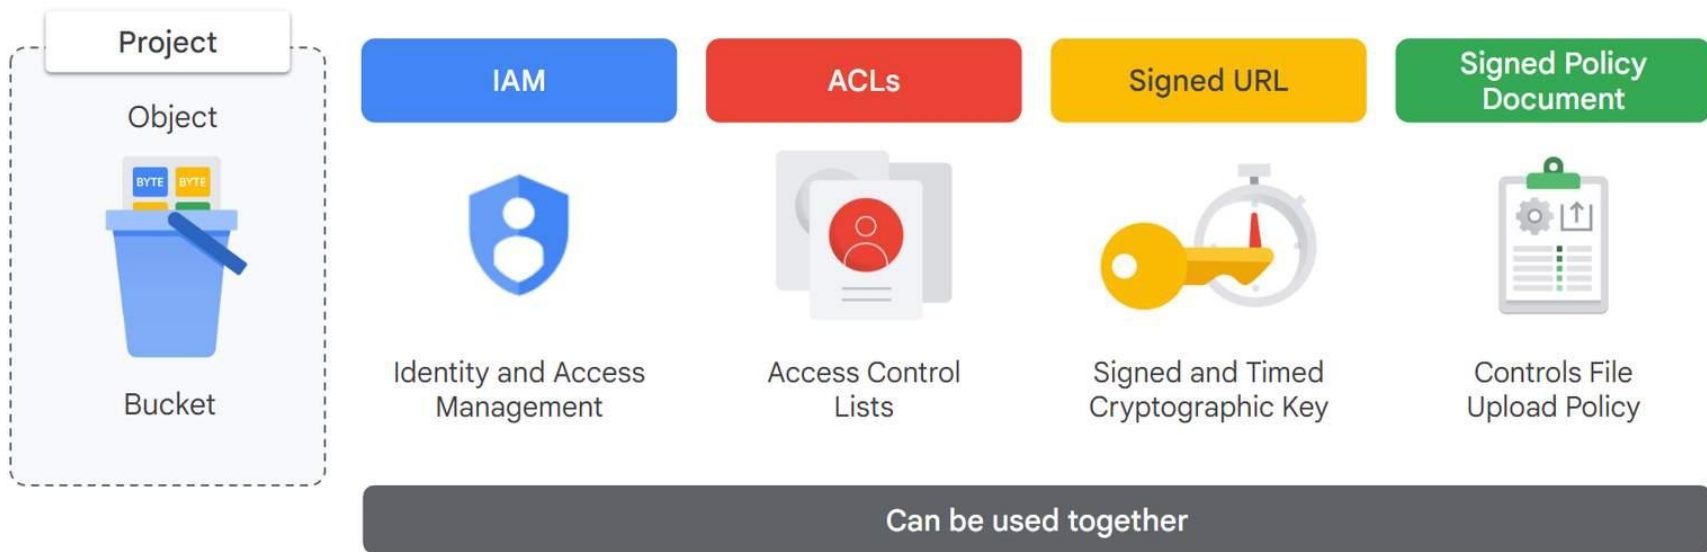 Project
Object
BYTE BYTE
Bucket
IAM
Identity and Access
Management
ACLs
Access Control
Lists
Signed URL
Signed and Timed
Cryptographic Key
Signed Policy
Document
Controls File
Upload Policy
Can be used together